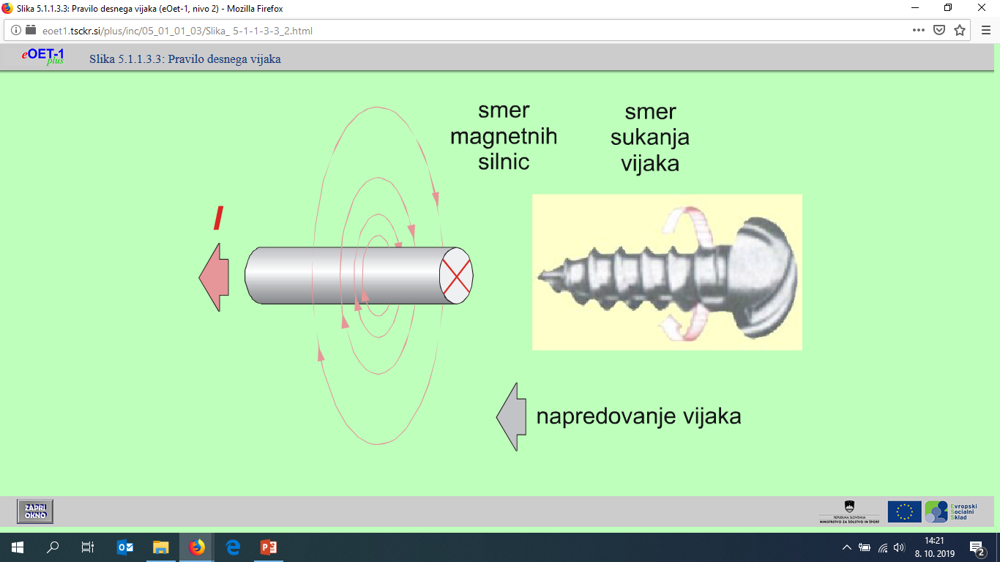 Slika 5.1.1.3.3: Pravilo desnega vijaka (eOet-1, nivo 2) - Mozilla Firefox
eoet1.tsckr.si/plus/inc/05_01_01_03/Slika_ 5-1-1-3-3_2.html
eOET-1
plus
Slika 5.1.1.3.3: Pravilo desnega vijaka
smer
magnetnih
silnic
smer
sukanja
vijaka
I
napredovanje vijaka
ZAPRI
OKNO
REPUBLIKA SLOVENIJA
MINISTRSTVO ZA ŠOLSTVO IN ŠPORT
Evropski
Socialni
Sklad
14:21
8. 10. 2019
2